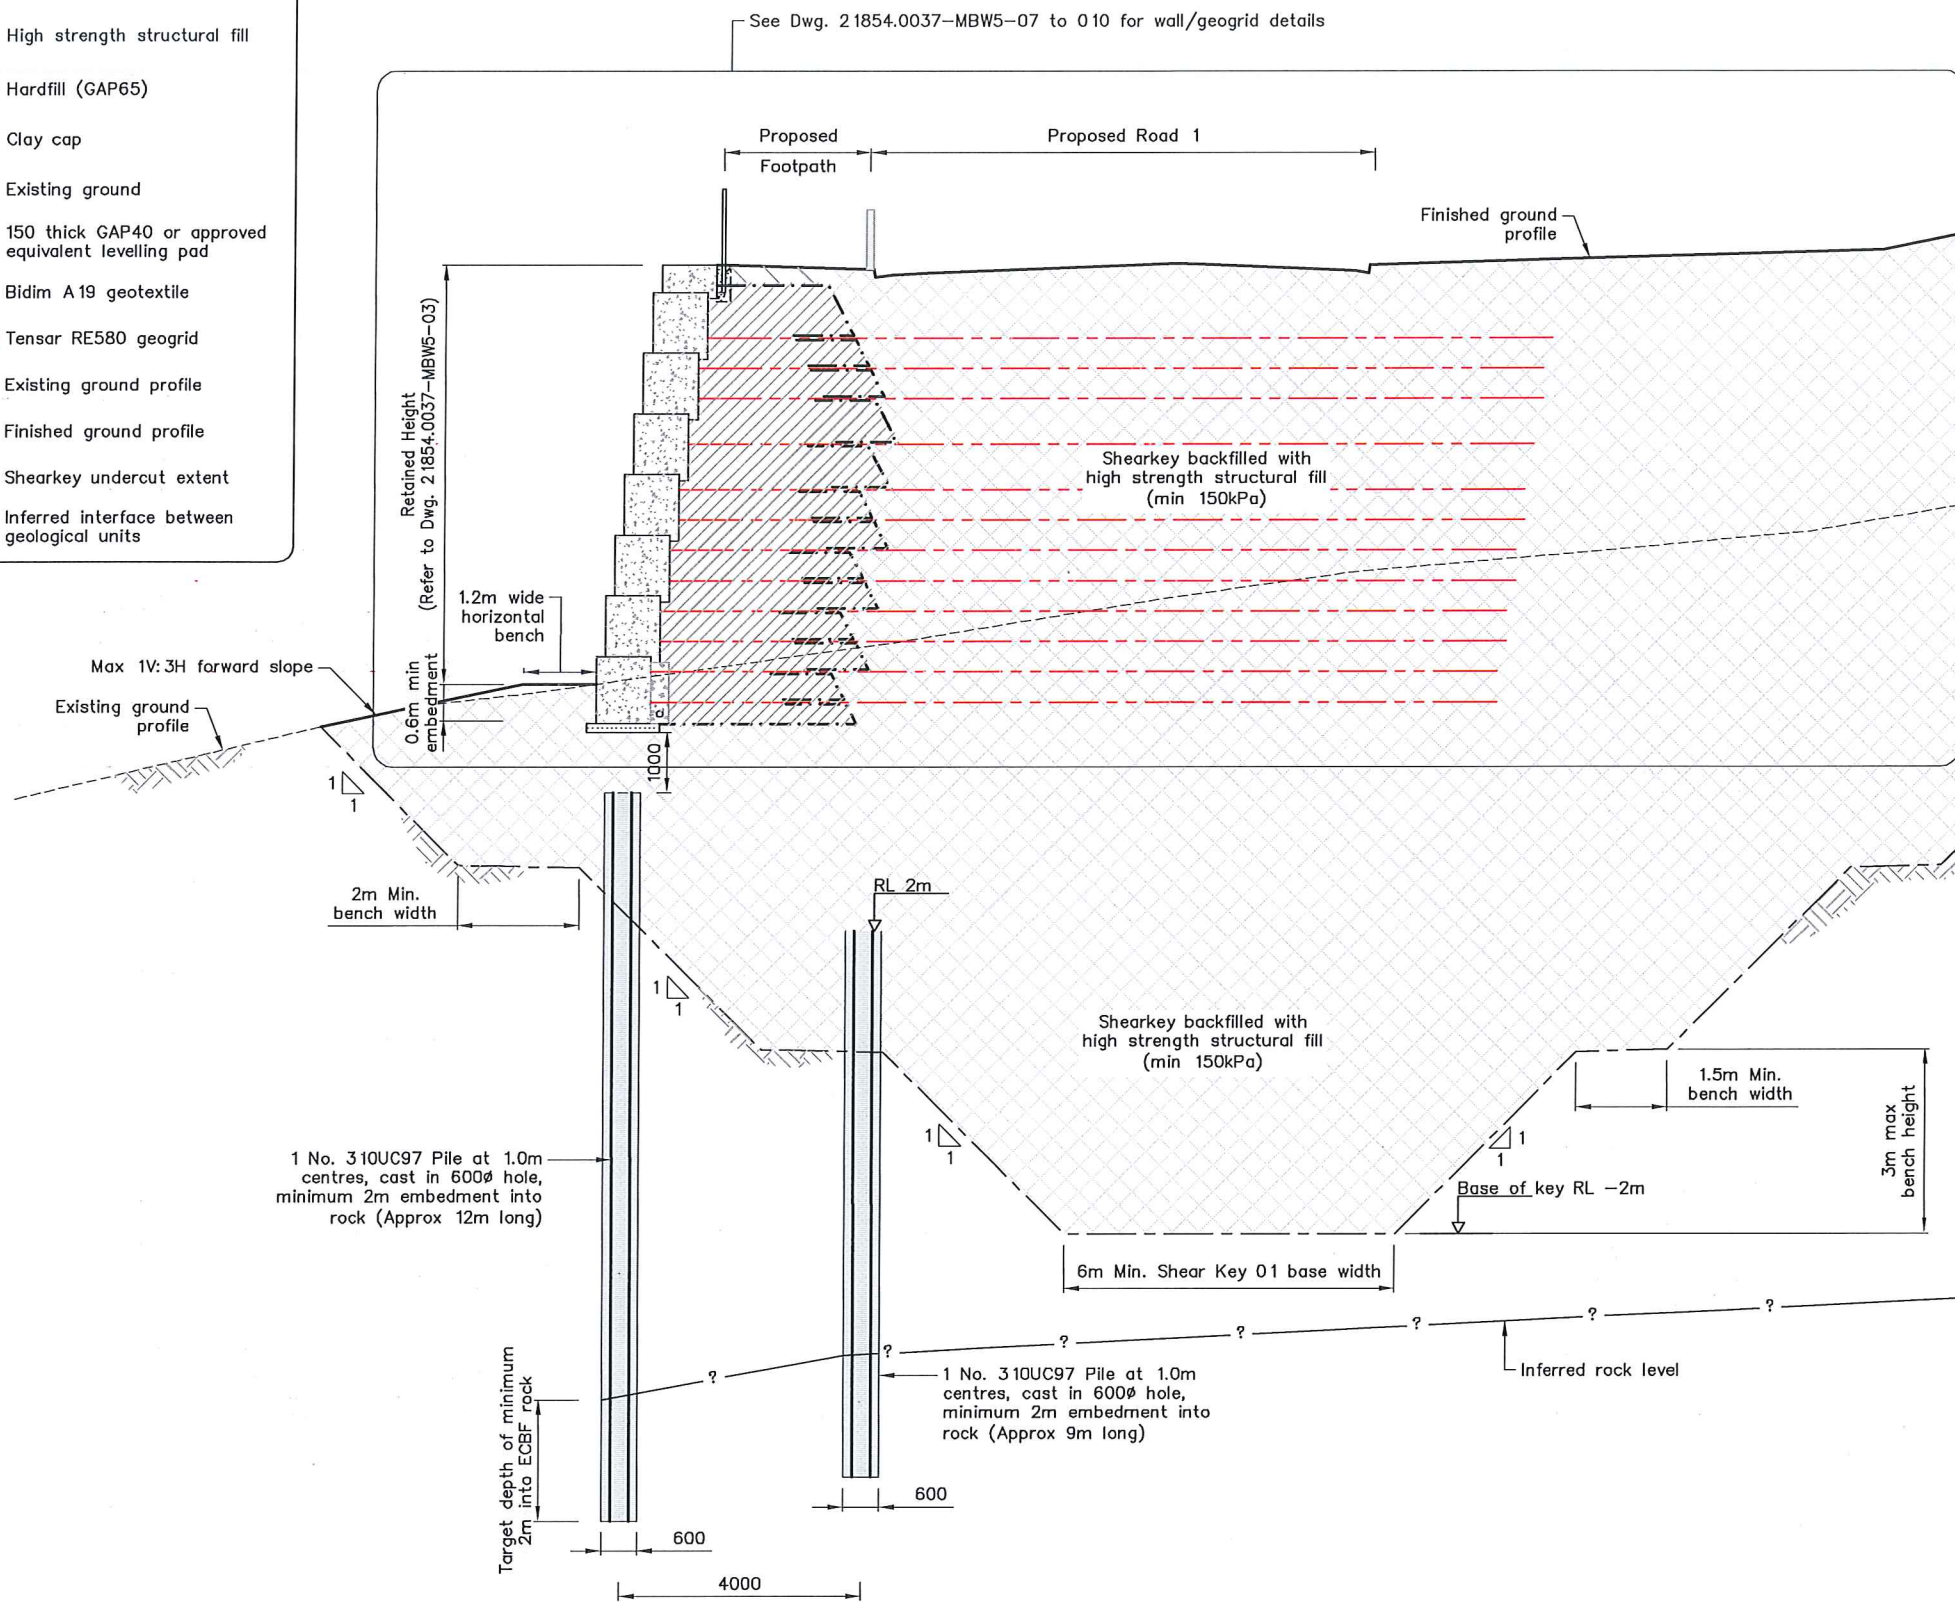 High strength structural fill
Hardfill (GAP65)
Clay cap
Existing ground
150 thick GAP40 or approved
equivalent levelling pad
Bidim A19 geotextile
Tensar RE580 geogrid
Existing ground profile
Finished ground profile
Shearkey undercut extent
Inferred interface between
geological units
See Dwg. 21854.0037-MBW5-07 to 010 for wall/geogrid details
Proposed
Footpath
Proposed Road 1
Finished ground
profile
Retained Height
(Refer to Dwg. 21854.0037-MBW5-03)
Shearkey backfilled with
high strength structural fill
(min 150kPa)
1.2m wide
horizontal
bench
Max 1V:3H forward slope
Existing ground
profile
0.6m min
embedment
d
1000
1
1
2m Min.
bench width
RL 2m
1
1
Shearkey backfilled with
high strength structural fill
(min 150kPa)
1.5m Min.
bench width
3m max
bench height
1
1
1
1
1 No. 310UC97 Pile at 1.0m
centres, cast in 600ø hole,
minimum 2m embedment into
rock (Approx 12m long)
Base of key RL -2m
6m Min. Shear Key 01 base width
? ? ? ? ? ? ?
Inferred rock level
1 No. 310UC97 Pile at 1.0m
centres, cast in 600ø hole,
minimum 2m embedment into
rock (Approx 9m long)
Target depth of minimum
2m into ECBF rock
600
600
4000